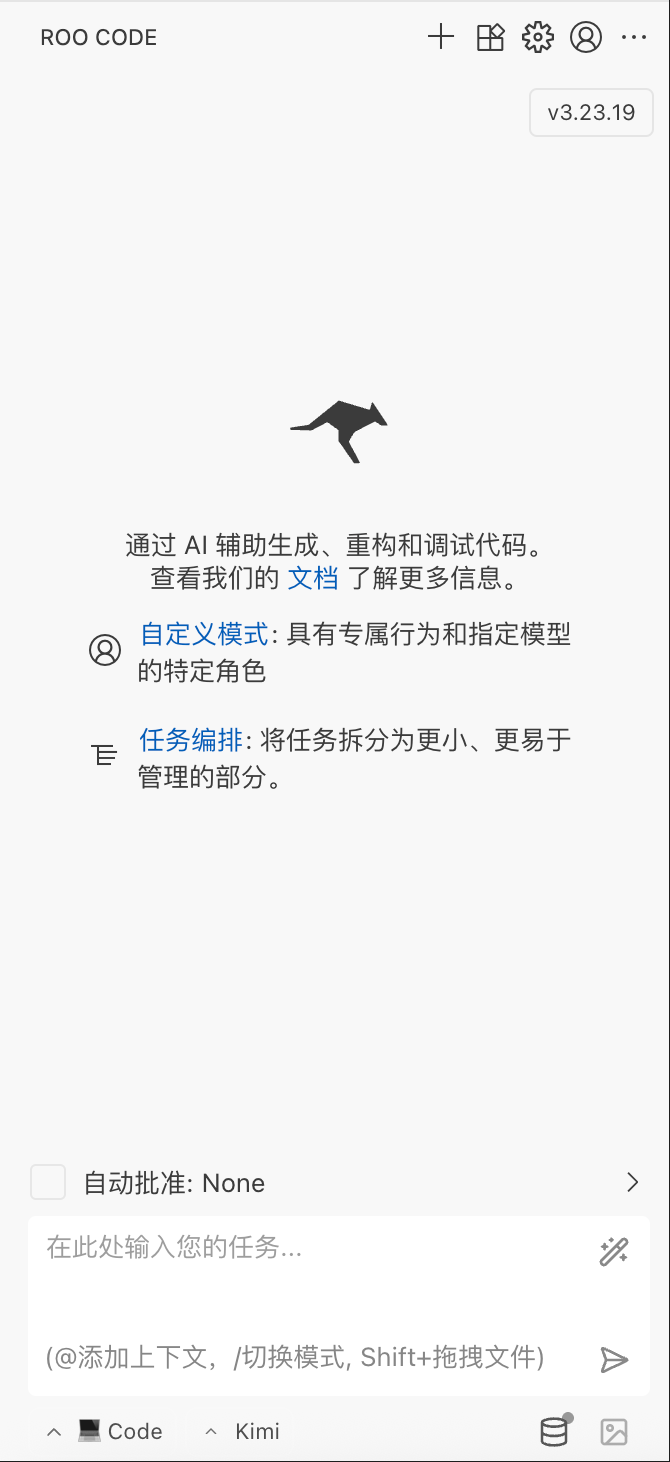 ROO CODE
v3.23.19
通过 AI 辅助生成、重构和调试代码。
查看我们的 文档 了解更多信息。
自定义模式: 具有专属行为和指定模型
的特定角色
任务编排: 将任务拆分为更小、更易于
管理的部分。
自动批准: None
在此处输入您的任务...
(@添加上下文，/切换模式, Shift+拖拽文件)
Code Kimi